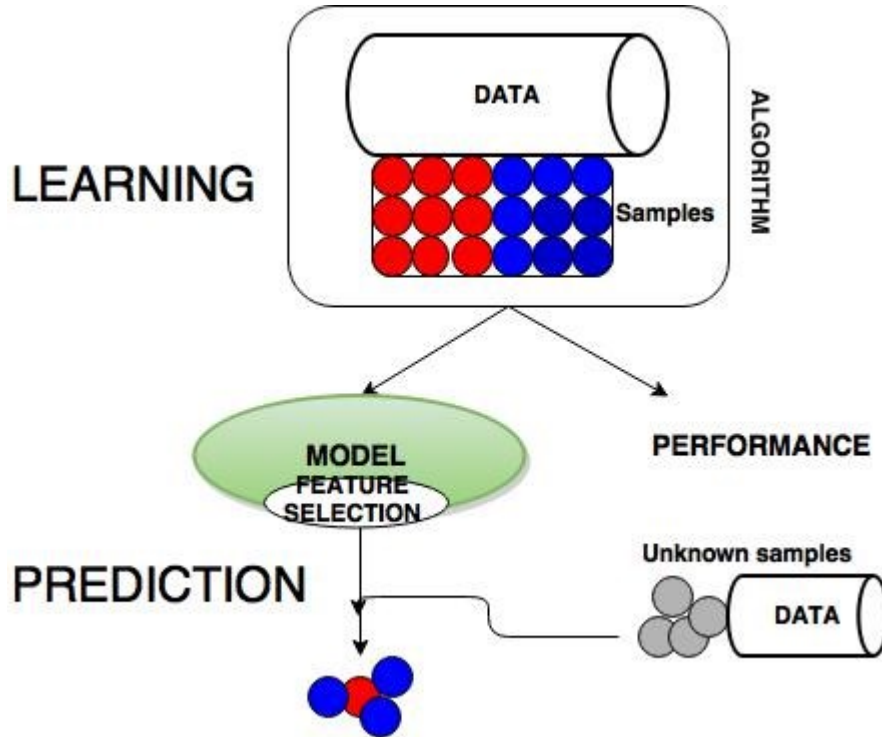 DATA
LEARNING
Samples
ALGORITHM
MODEL
FEATURE
SELECTION
PERFORMANCE
PREDICTION
Unknown samples
DATA